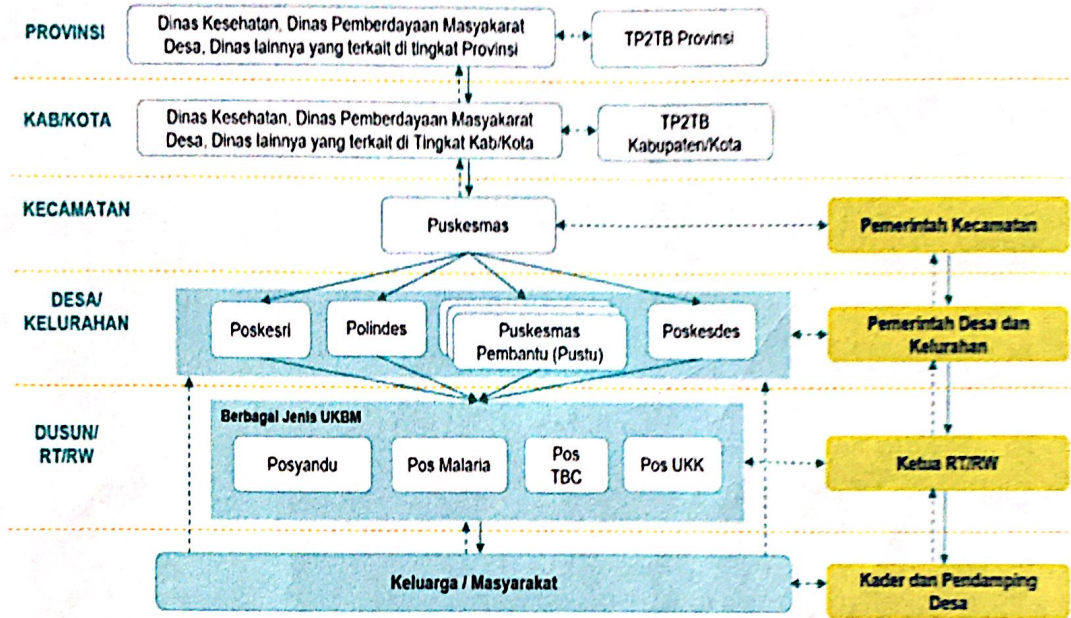 PROVINSI
Dinas Kesehatan, Dinas Pemberdayaan Masyakarat
Desa, Dinas lainnya yang terkait di tingkat Provinsi
TP2TB Provinsi
KAB/KOTA
Dinas Kesehatan, Dinas Pemberdayaan Masyakarat
Desa, Dinas lainnya yang terkait di Tingkat Kab/Kota
TP2TB
Kabupaten/Kota
KECAMATAN
Puskesmas
Pemerintah Kecamatan
DESA/
KELURAHAN
Poskesri
Polindes
Puskesmas
Pembantu (Pustu)
Poskesdes
Pemerintah Desa dan
Kelurahan
DUSUN/
RT/RW
Berbagai Jenis UKBM
Posyandu
Pos Malaria
Pos
TBC
Pos UKK
Ketua RT/RW
Keluarga / Masyarakat
Kader dan Pendamping
Desa